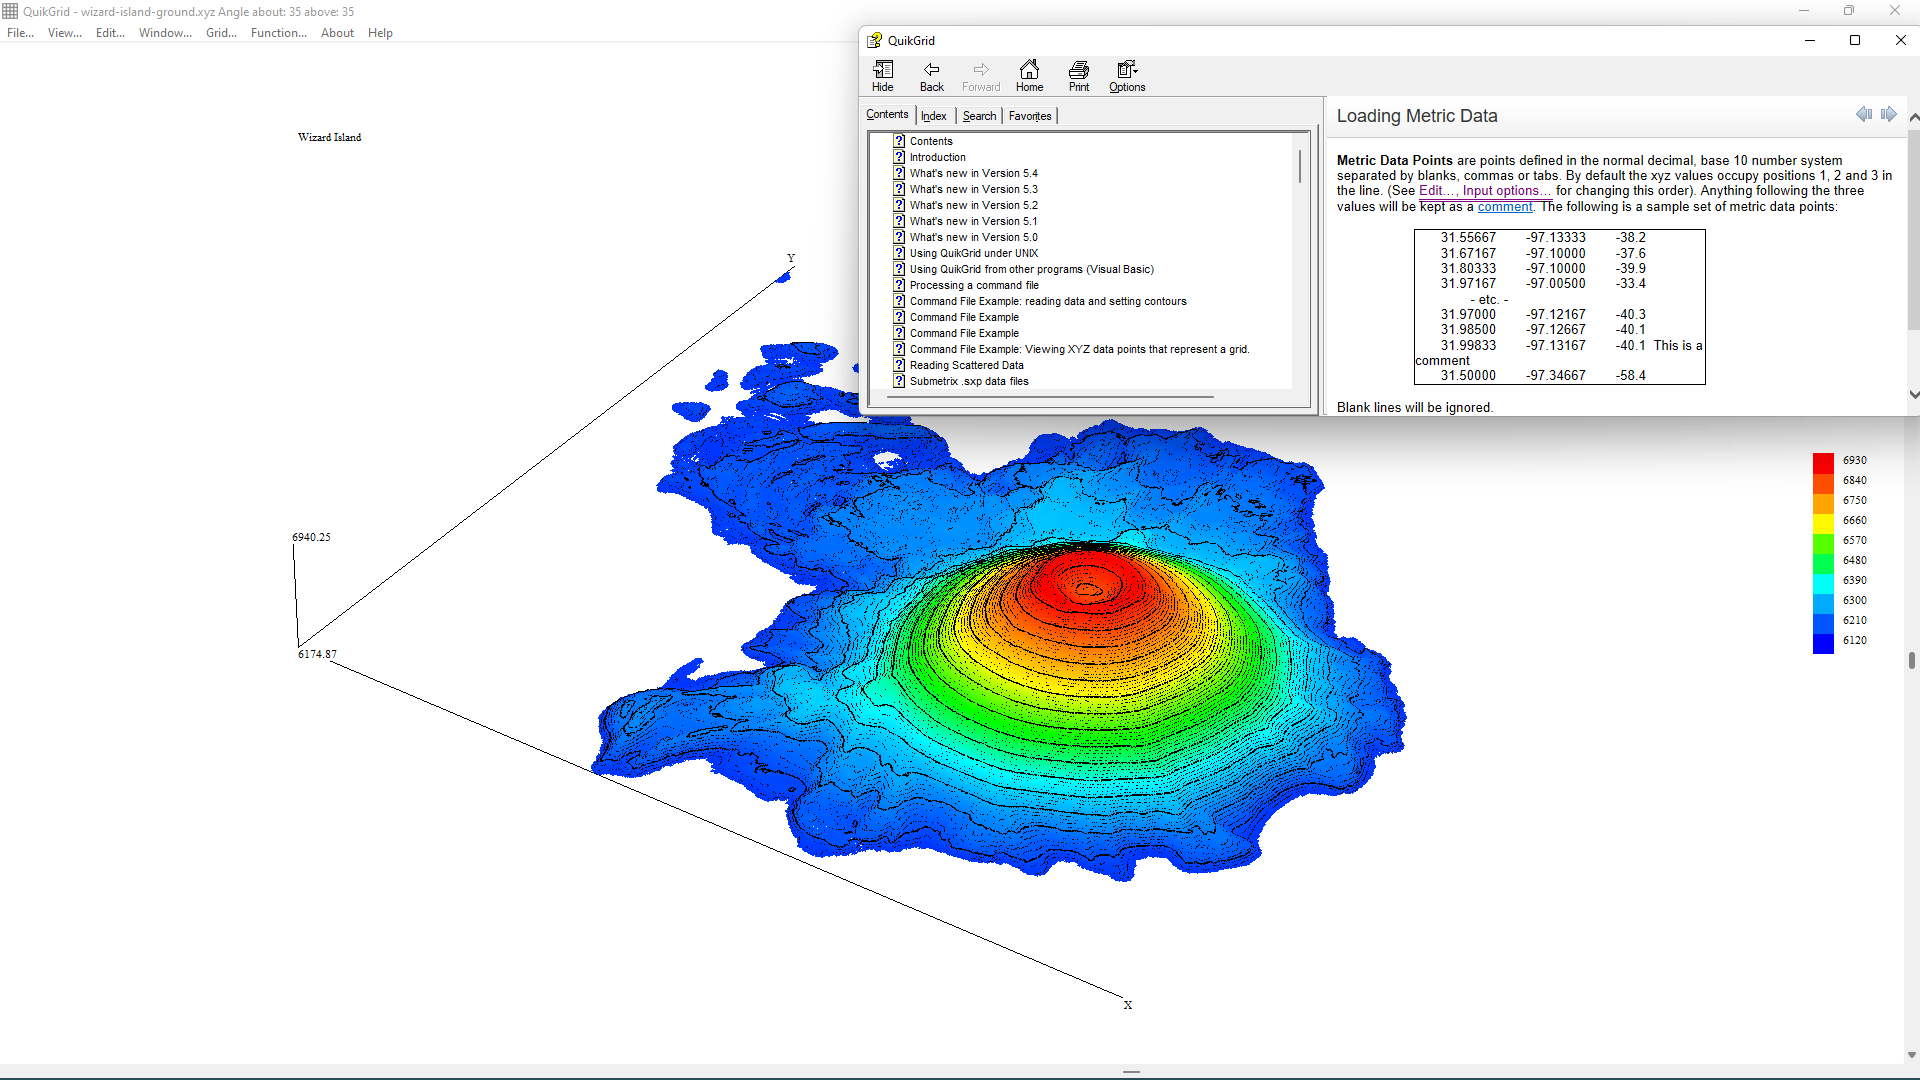 QuikGrid - wizard-island-ground.xyz Angle about: 35 above: 35
File... View... Edit... Window... Grid... Function... About Help
QuikGrid
Hide Back Forward Home Print Options
Contents Index Search Favorites
Contents
Introduction
What's new in Version 5.4
What's new in Version 5.3
What's new in Version 5.2
What's new in Version 5.1
What's new in Version 5.0
Using QuikGrid under UNIX
Using QuikGrid from other programs (Visual Basic)
Processing a command file
Command File Example: reading data and setting contours
Command File Example
Command File Example
Command File Example: Viewing XYZ data points that represent a grid.
Reading Scattered Data
Submetrix .sxp data files
Loading Metric Data
Metric Data Points are points defined in the normal decimal, base 10 number system
separated by blanks, commas or tabs. By default the xyz values occupy positions 1, 2 and 3 in
the line. (See Edit..., Input options... for changing this order). Anything following the three
values will be kept as a comment. The following is a sample set of metric data points:
31.55667 -97.13333 -38.2
31.67167 -97.10000 -37.6
31.80333 -97.10000 -39.9
31.97167 -97.00500 -33.4
- etc. -
31.97000 -97.12167 -40.3
31.98500 -97.12667 -40.1
31.99833 -97.13167 -40.1 This is a
comment
31.50000 -97.34667 -58.4
Blank lines will be ignored.
Wizard Island
Y
6940.25
6174.87
X
6930
6840
6750
6660
6570
6480
6390
6300
6210
6120